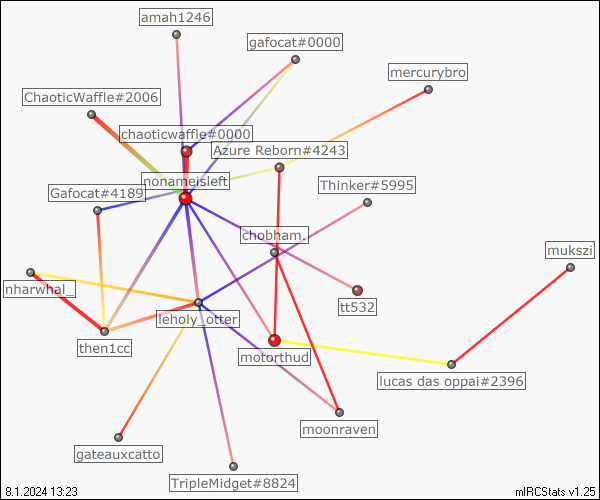 amah1246
gafocat#0000
mercurybro
ChaoticWaffle#2006
chaoticwaffle#0000
Azure Reborn#4243
nonameisleft
Thinker#5995
Gafocat#4189
chobham.
mukszi
nharwhal_
tt532
leholy_otter
then1cc
motorthud
lucas das oppai#2396
moonraven
gateauxcatto
TripleMidget#8824
8.1.2024 13:23
mIRCStats v1.25